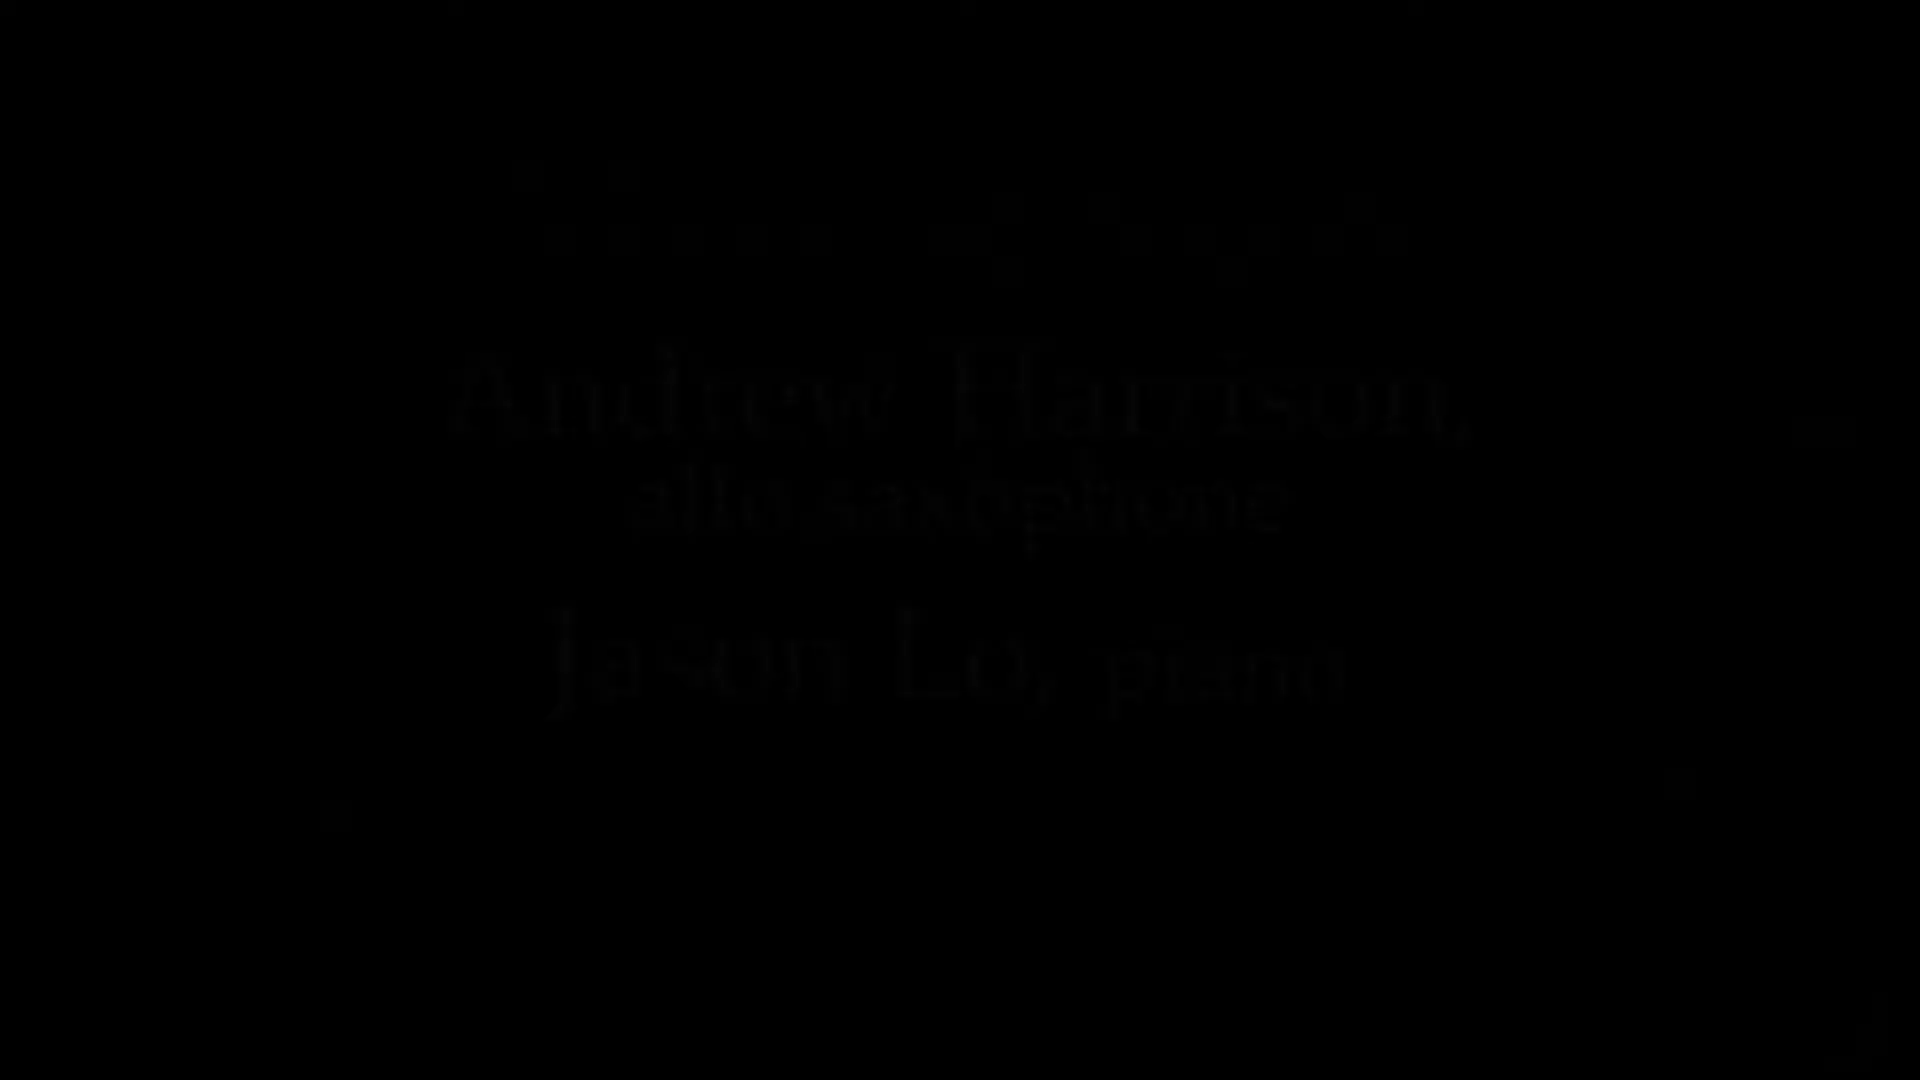 Andrew Harrison,
alto saxophone
Jason Lo, piano